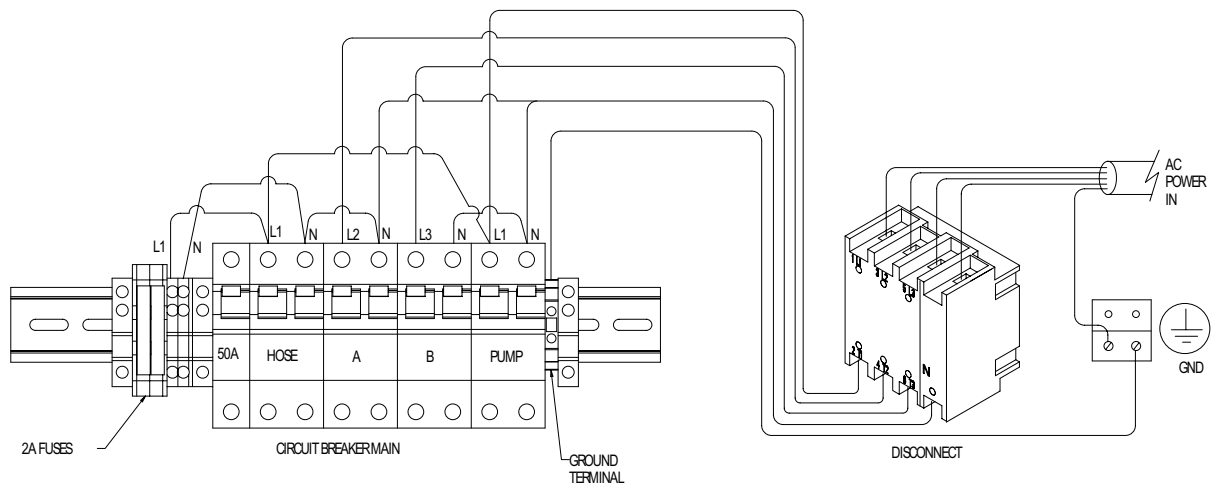 AC
POWER
IN
L1
N
L1
N
L2
N
L3
N
L1
N
50A
HOSE
A
B
PUMP
N
GND
2A FUSES
CIRCUIT BREAKER MAIN
GROUND
TERMINAL
DISCONNECT